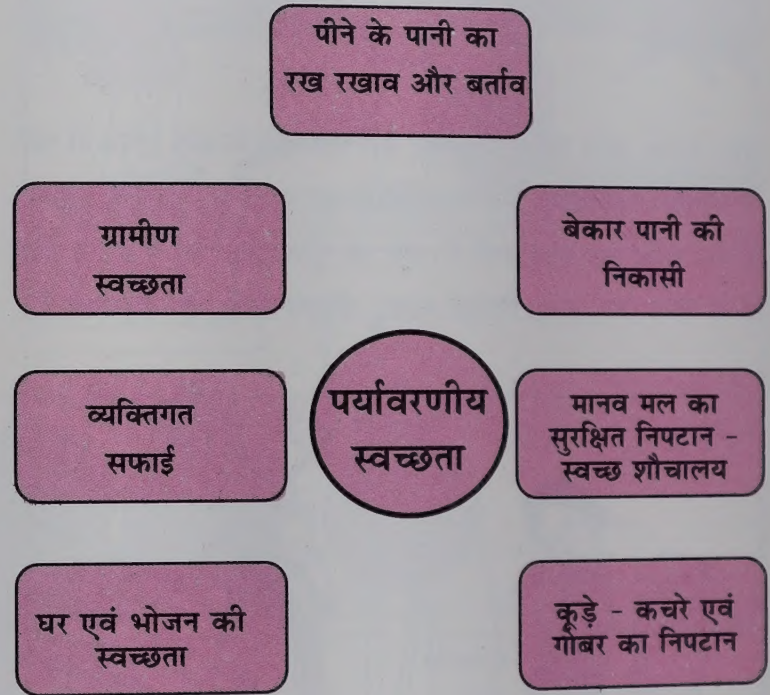 पीने के पानी का
रख रखाव और बर्ताव
ग्रामीण
स्वच्छता
बेकार पानी की
निकासी
व्यक्तिगत
सफाई
पर्यावरणीय
स्वच्छता
मानव मल का
सुरक्षित निपटान -
स्वच्छ शौचालय
घर एवं भोजन की
स्वच्छता
कूड़े - कचरे एवं
गोबर का निपटान